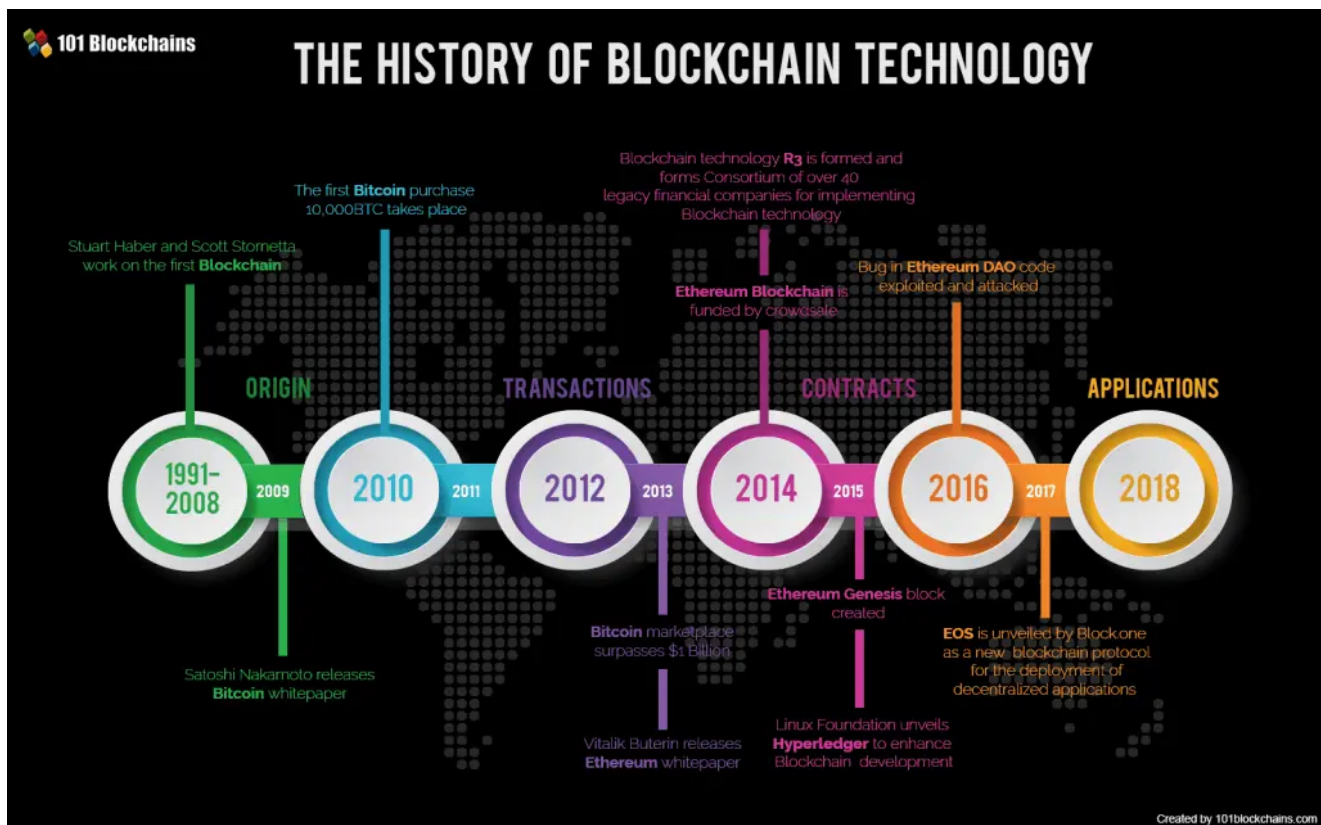 101 Blockchains
THE HISTORY OF BLOCKCHAIN TECHNOLOGY
Blockchain technology R3 is formed and
forms Consortium of over 40
legacy financial companies for implementing
Blockchain technology
The first Bitcoin purchase
10,000BTC takes place
Stuart Haber and Scott Stornetta
work on the first Blockchain
Ethereum Blockchain is
funded by crowdsale
Bug in Ethereum DAO code
exploited and attacked
ORIGIN
TRANSACTIONS
CONTRACTS
APPLICATIONS
1991-
2008
2009
2010
2011
2012
2013
2014
2015
2016
2017
2018
Ethereum Genesis block
created
Bitcoin marketplace
surpasses $1 Billion
EOS is unveiled by Block.one
as a new blockchain protocol
for the deployment of
decentralized applications
Satoshi Nakamoto releases
Bitcoin whitepaper
Vitalik Buterin releases
Ethereum whitepaper
Linux Foundation unveils
Hyperledger to enhance
Blockchain development
Created by 101blockchains.com